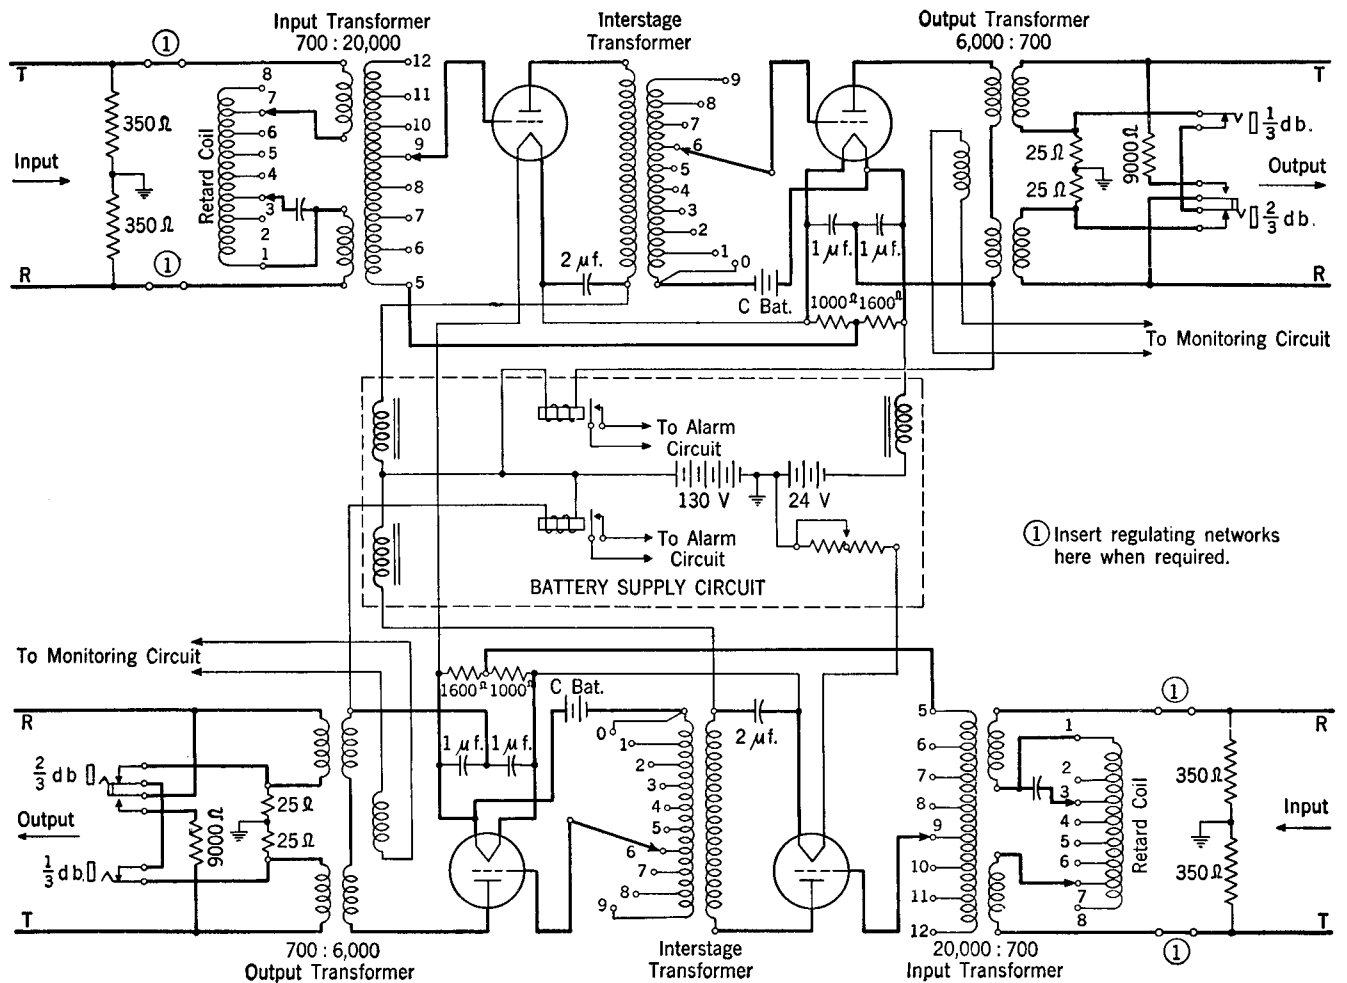 Input Transformer
700 : 20,000
Interstage
Transformer
Output Transformer
6,000 : 700
①
T
350 Ω
350 Ω
Input
R
①
Retard Coil
8
7
6
5
4
3
2
1
12
11
10
9
8
7
6
5
2 μf.
9
8
7
6
5
4
3
2
1
0
C Bat.
1 μf.
1 μf.
1000 Ω
1600 Ω
25 Ω
25 Ω
9000 Ω
T
1/3 db.
Output
2/3 db.
R
To Monitoring Circuit
To Alarm
Circuit
130 V
24 V
To Alarm
Circuit
BATTERY SUPPLY CIRCUIT
① Insert regulating networks
here when required.
To Monitoring Circuit
R
2/3 db
Output
1/3 db.
T
9000 Ω
25 Ω
25 Ω
700 : 6,000
Output Transformer
1600 Ω
1000 Ω
1 μf.
1 μf.
C Bat.
0
1
2
3
4
5
6
7
8
9
2 μf.
Interstage
Transformer
5
6
7
8
9
10
11
12
20,000 : 700
Input Transformer
1
2
3
4
5
6
7
8
Retard Coil
①
R
350 Ω
Input
350 Ω
T
①